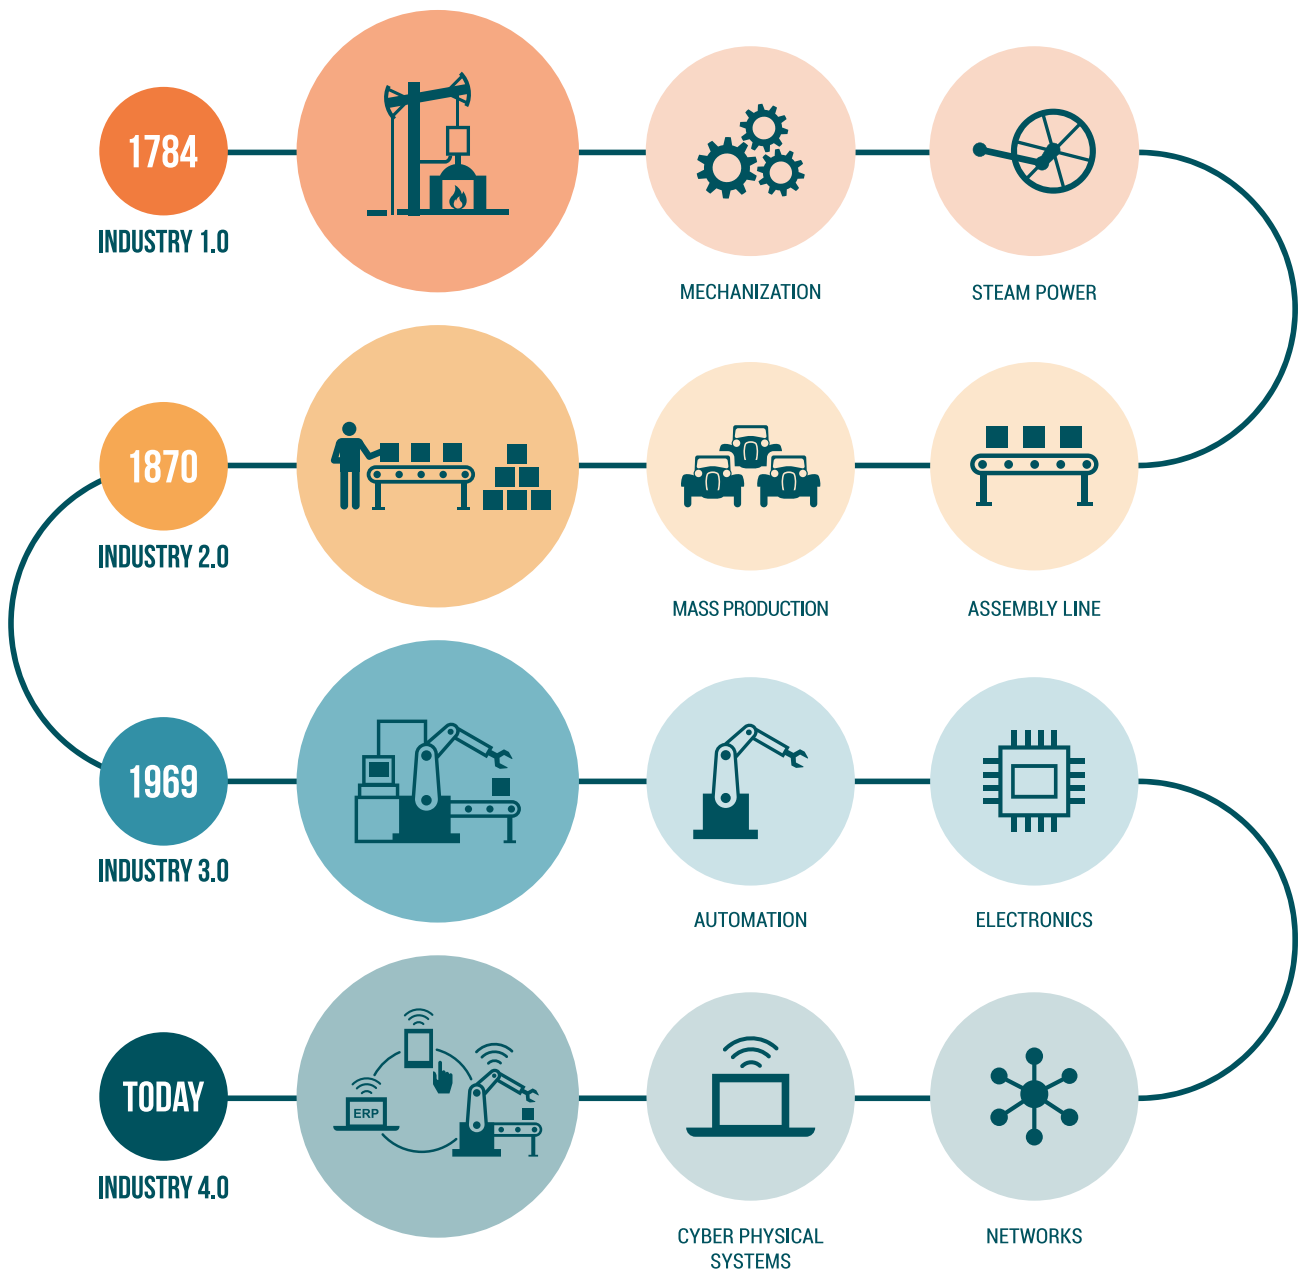 1784
INDUSTRY 1.0
MECHANIZATION
STEAM POWER
1870
INDUSTRY 2.0
MASS PRODUCTION
ASSEMBLY LINE
1969
INDUSTRY 3.0
AUTOMATION
ELECTRONICS
TODAY
INDUSTRY 4.0
ERP
CYBER PHYSICAL
SYSTEMS
NETWORKS